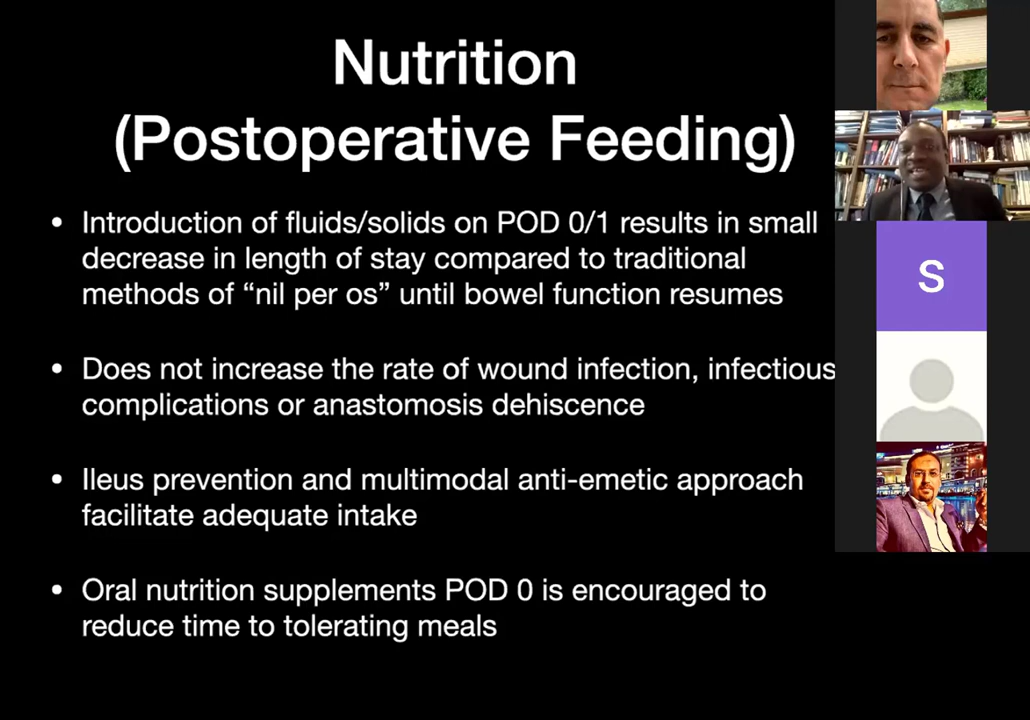 Nutrition
(Postoperative Feeding)
• Introduction of fluids/solids on POD 0/1 results in small
decrease in length of stay compared to traditional
methods of “nil per os” until bowel function resumes
• Does not increase the rate of wound infection, infectious
complications or anastomosis dehiscence
• Ileus prevention and multimodal anti-emetic approach
facilitate adequate intake
• Oral nutrition supplements POD 0 is encouraged to
reduce time to tolerating meals
S